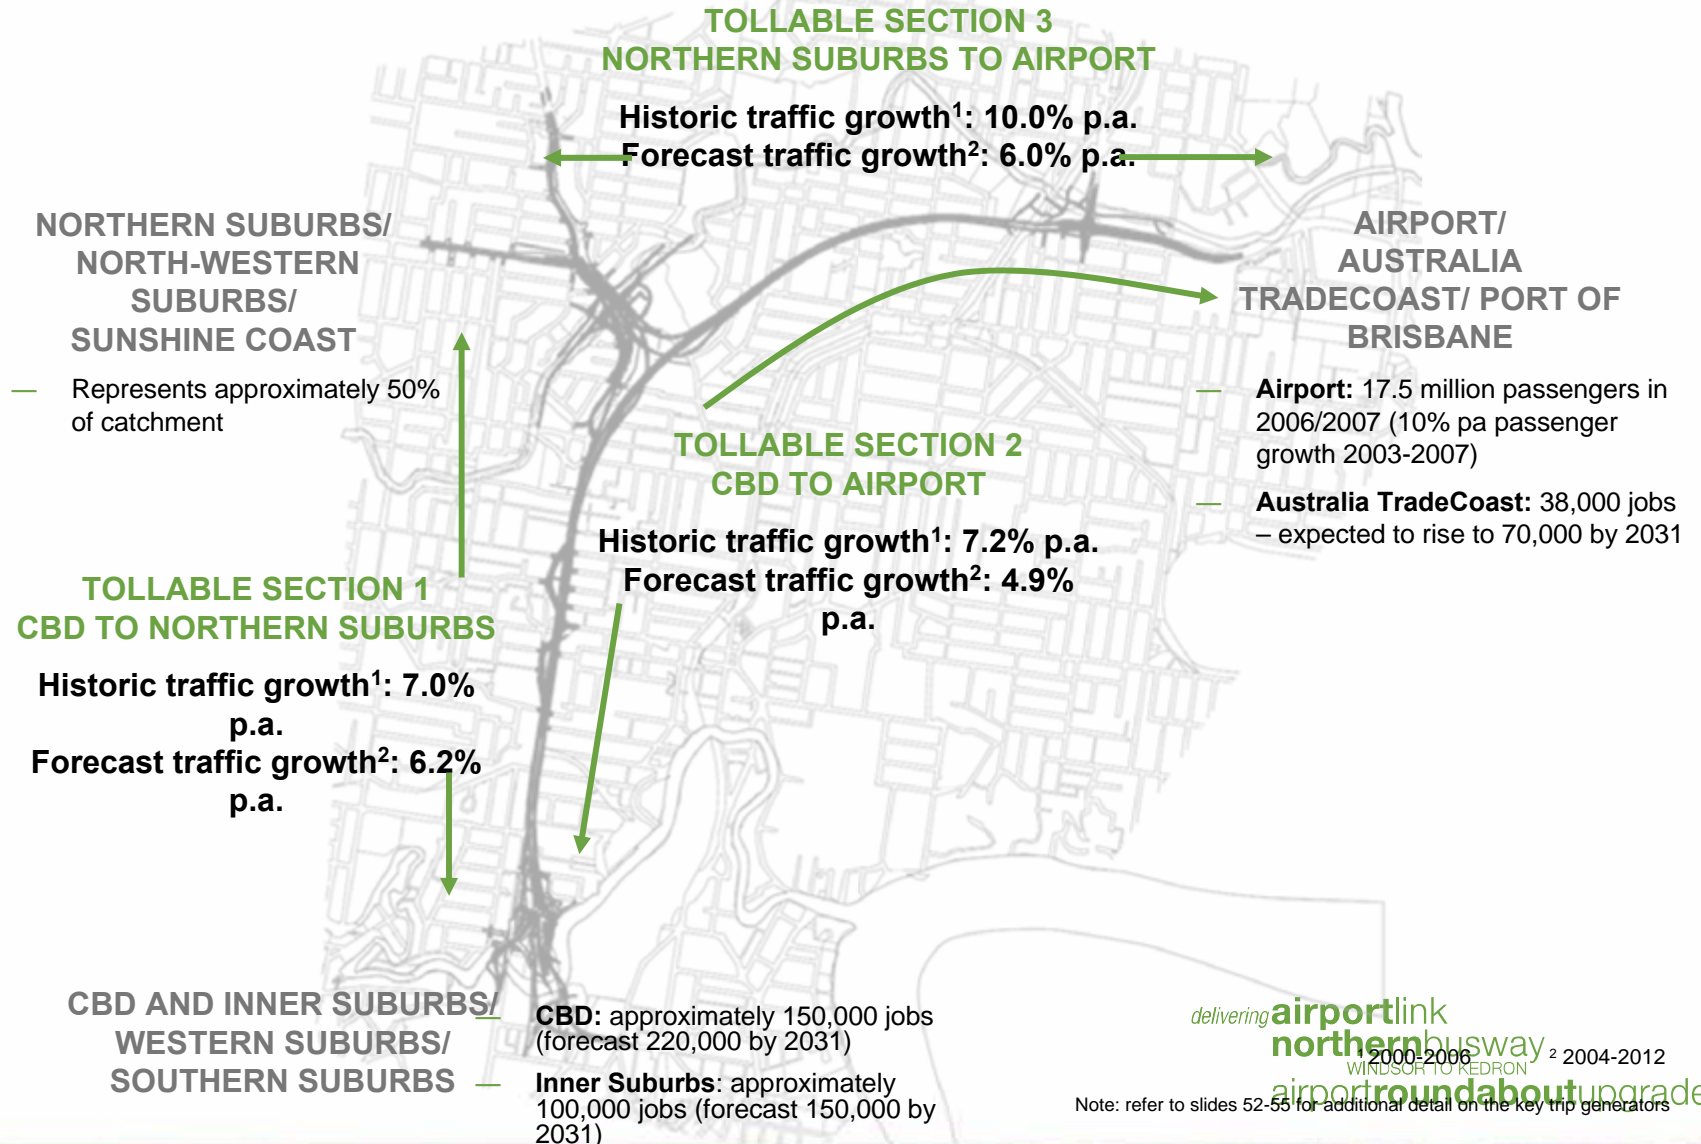 TOLLABLE SECTION 3
NORTHERN SUBURBS TO AIRPORT
Historic traffic growth¹: 10.0% p.a.
Forecast traffic growth²: 6.0% p.a.
NORTHERN SUBURBS/
NORTH-WESTERN
SUBURBS/
SUNSHINE COAST
— Represents approximately 50%
of catchment
AIRPORT/
AUSTRALIA
TRADECOAST/ PORT OF
BRISBANE
— Airport: 17.5 million passengers in
2006/2007 (10% pa passenger
growth 2003-2007)
— Australia TradeCoast: 38,000 jobs
– expected to rise to 70,000 by 2031
TOLLABLE SECTION 2
CBD TO AIRPORT
Historic traffic growth¹: 7.2% p.a.
Forecast traffic growth²: 4.9%
p.a.
TOLLABLE SECTION 1
CBD TO NORTHERN SUBURBS
Historic traffic growth¹: 7.0%
p.a.
Forecast traffic growth²: 6.2%
p.a.
CBD AND INNER SUBURBS/
WESTERN SUBURBS/
SOUTHERN SUBURBS
— CBD: approximately 150,000 jobs
(forecast 220,000 by 2031)
— Inner Suburbs: approximately
100,000 jobs (forecast 150,000 by
2031)
delivering airportlink
northernbusway
WINDSOR TO KEDRON
airportroundaboutupgrade
¹ 2000-2006 ² 2004-2012
Note: refer to slides 52-55 for additional detail on the key trip generators